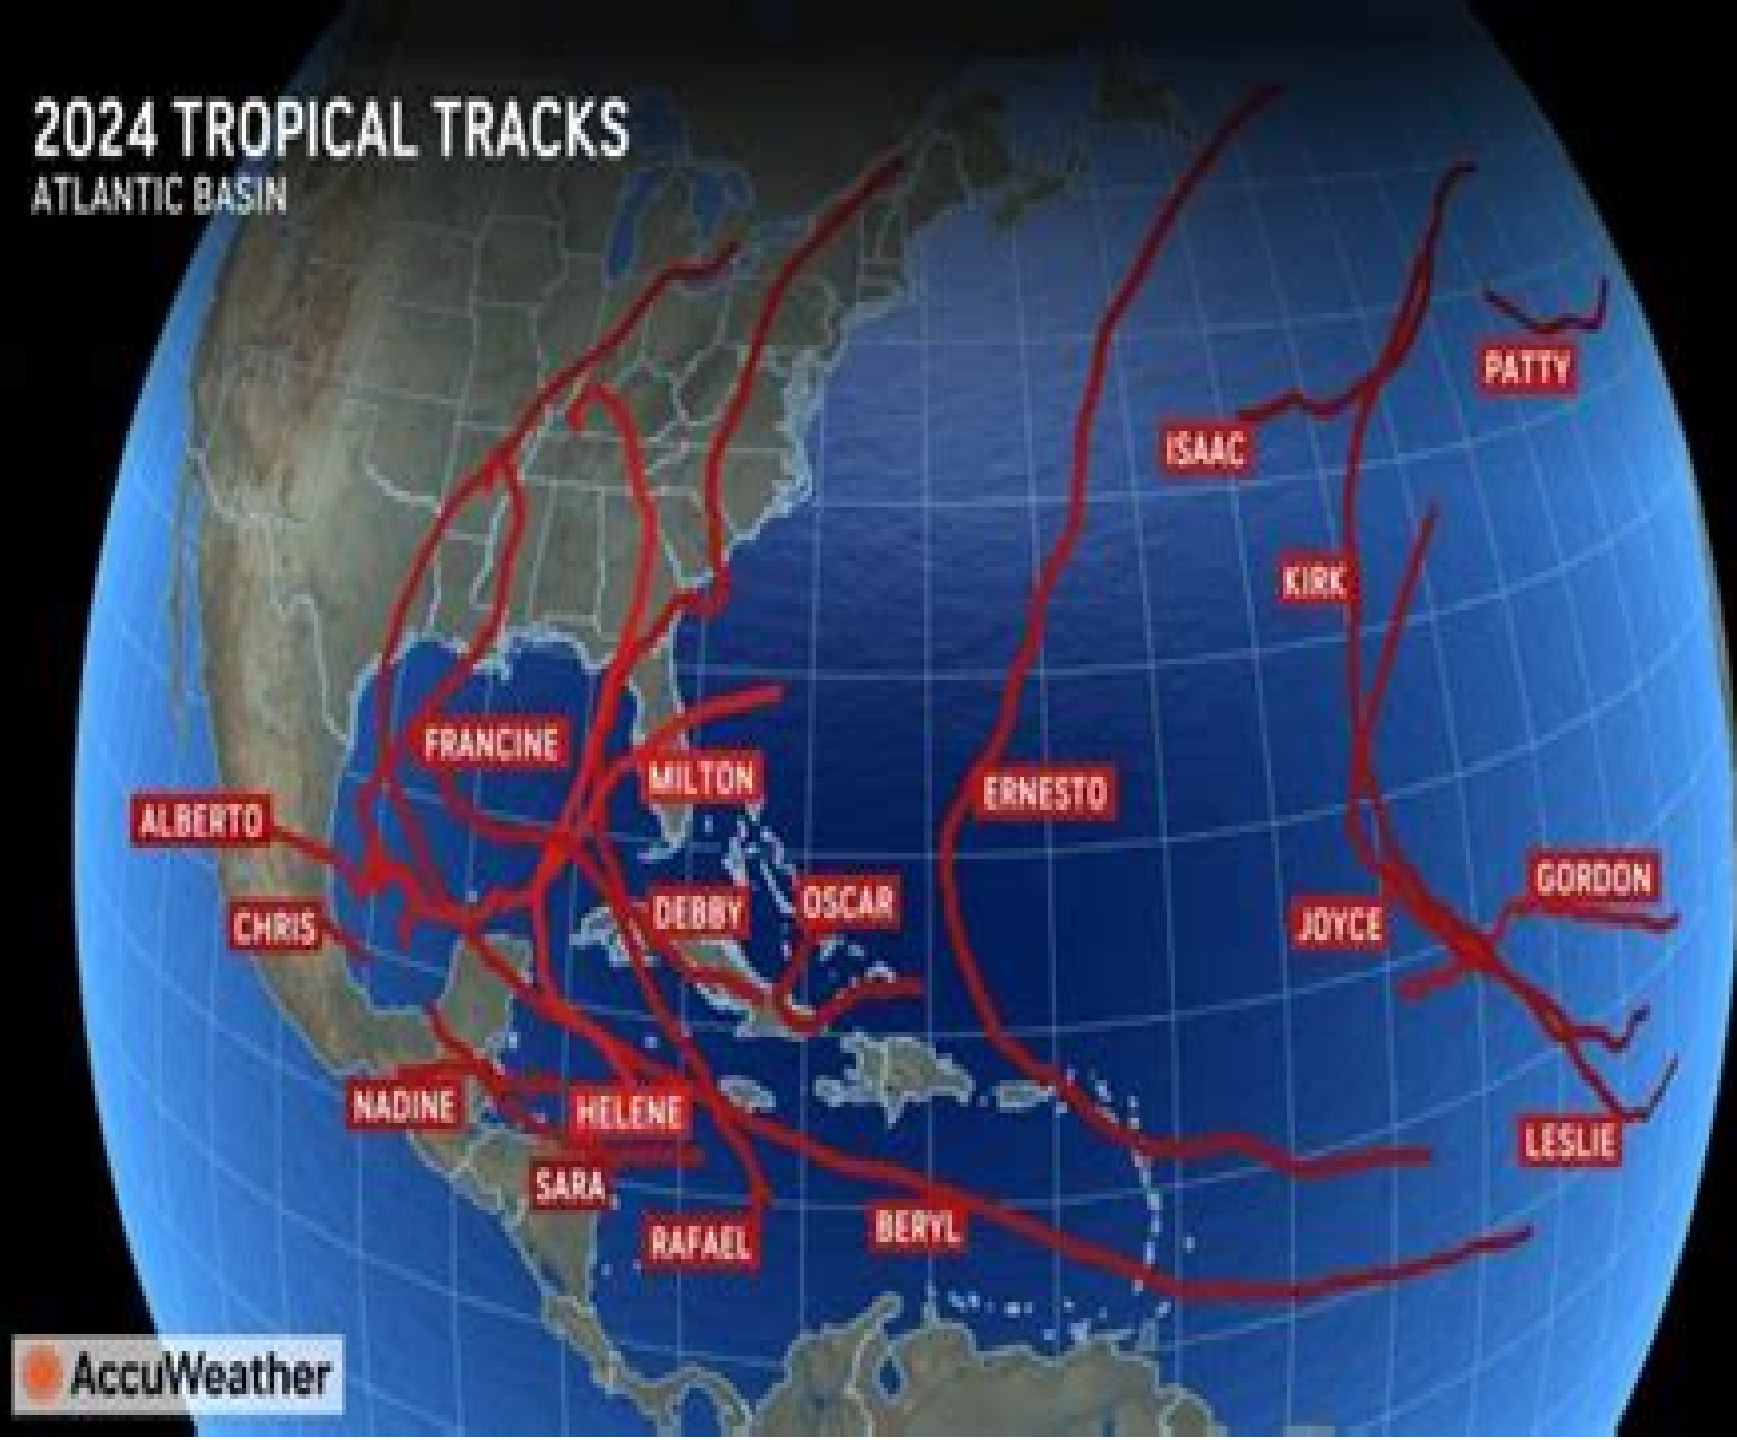 2024 TROPICAL TRACKS
ATLANTIC BASIN
PATTY
ISAAC
KIRK
FRANCINE
MILTON
ERNESTO
ALBERTO
GORDON
CHRIS
DEBBY
OSCAR
JOYCE
NADINE
HELENE
LESLIE
SARA
RAFAEL
BERYL
AccuWeather